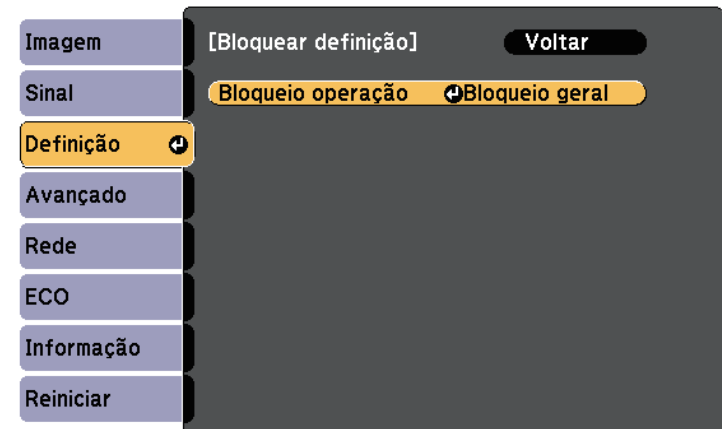 Imagem
Sinal
Definição
Avançado
Rede
ECO
Informação
Reiniciar
[Bloquear definição] Voltar
Bloqueio operação Bloqueio geral